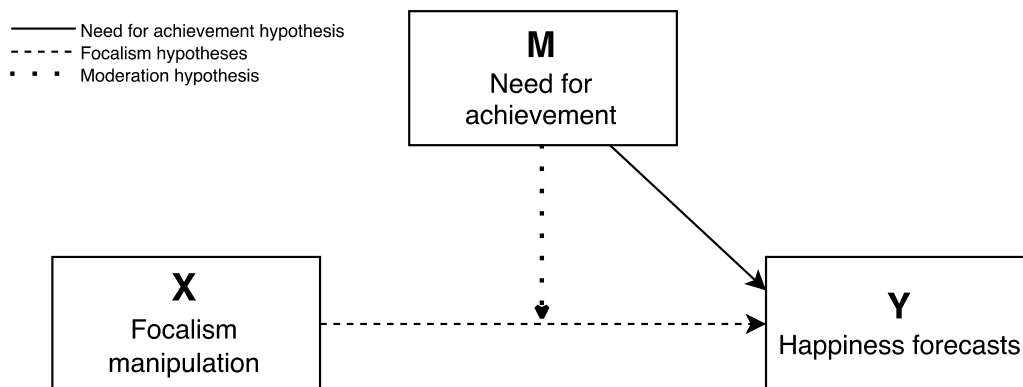 Need for achievement hypothesis
Focalism hypotheses
Moderation hypothesis
M
Need for
achievement
X
Focalism
manipulation
Y
Happiness forecasts